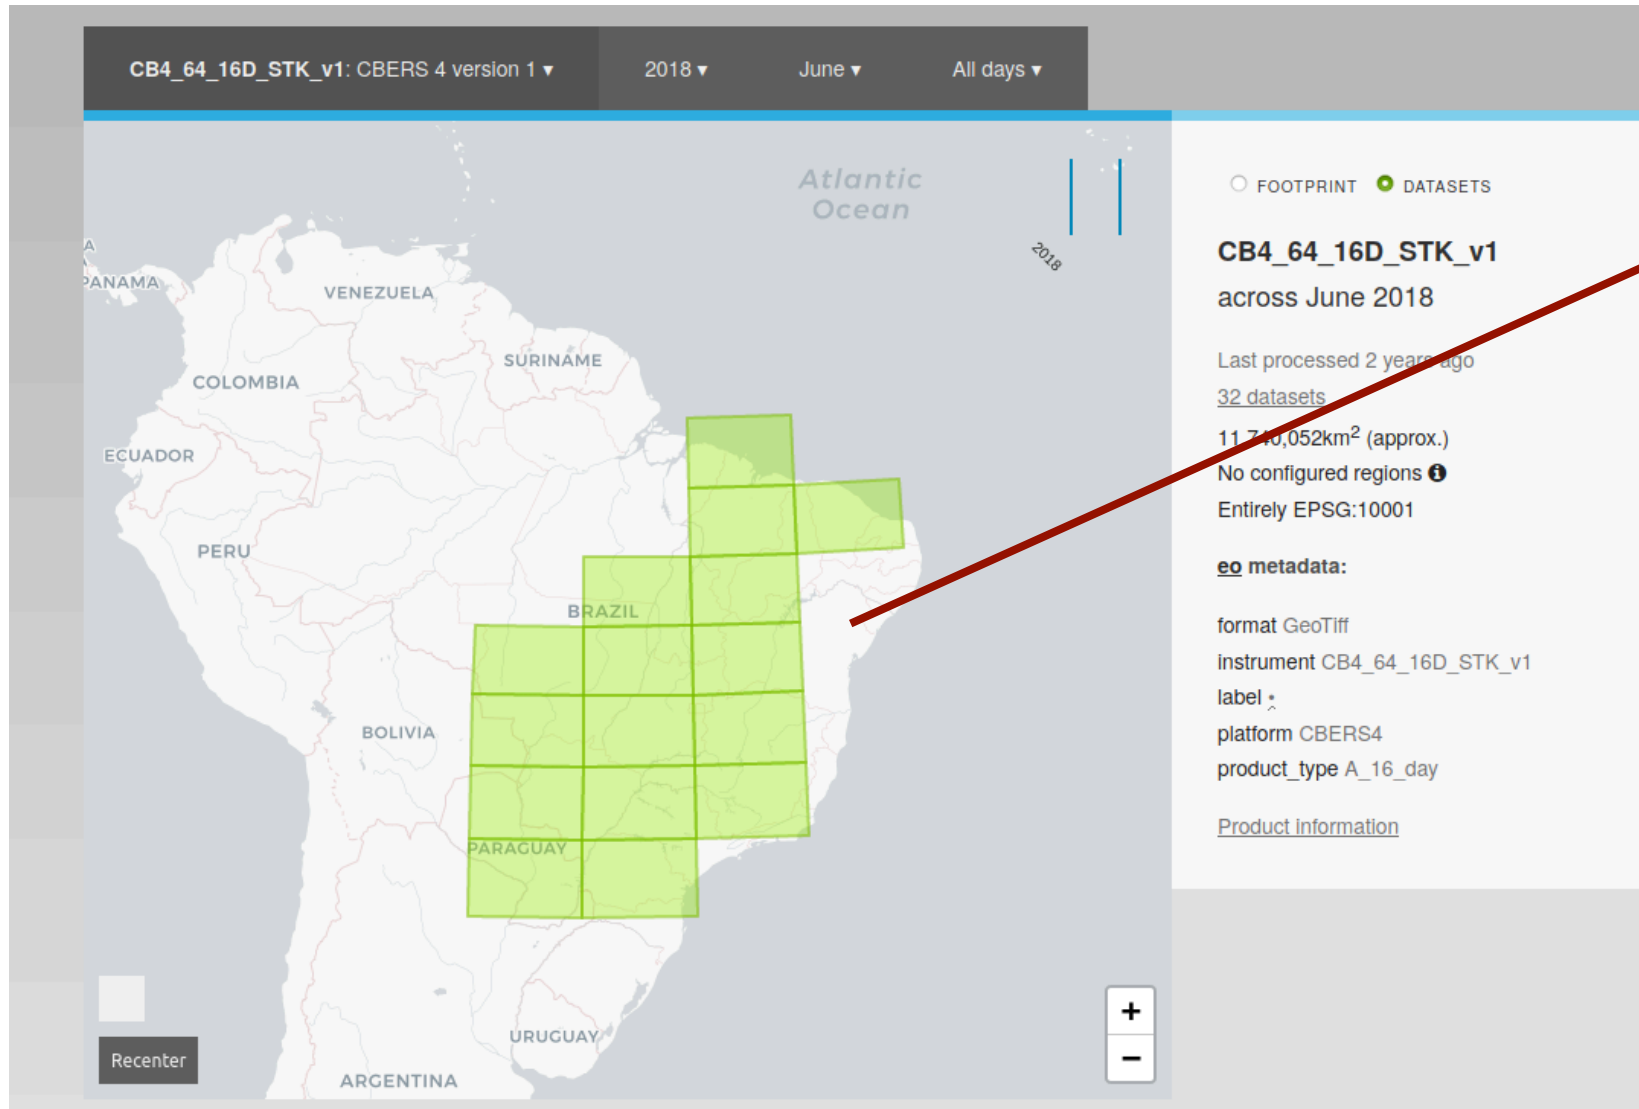 CB4_64_16D_STK_v1: CBERS 4 version 1 ▾ 2018 ▾ June ▾ All days ▾
Atlantic
Ocean
2018
A
PANAMA
VENEZUELA
SURINAME
COLOMBIA
ECUADOR
PERU
BRAZIL
BOLIVIA
PARAGUAY
URUGUAY
ARGENTINA
Recenter
+
−
FOOTPRINT DATASETS
CB4_64_16D_STK_v1
across June 2018
Last processed 2 years ago
32 datasets
11,740,052km² (approx.)
No configured regions
Entirely EPSG:10001
eo metadata:
format GeoTiff
instrument CB4_64_16D_STK_v1
label *
platform CBERS4
product_type A_16_day
Product information